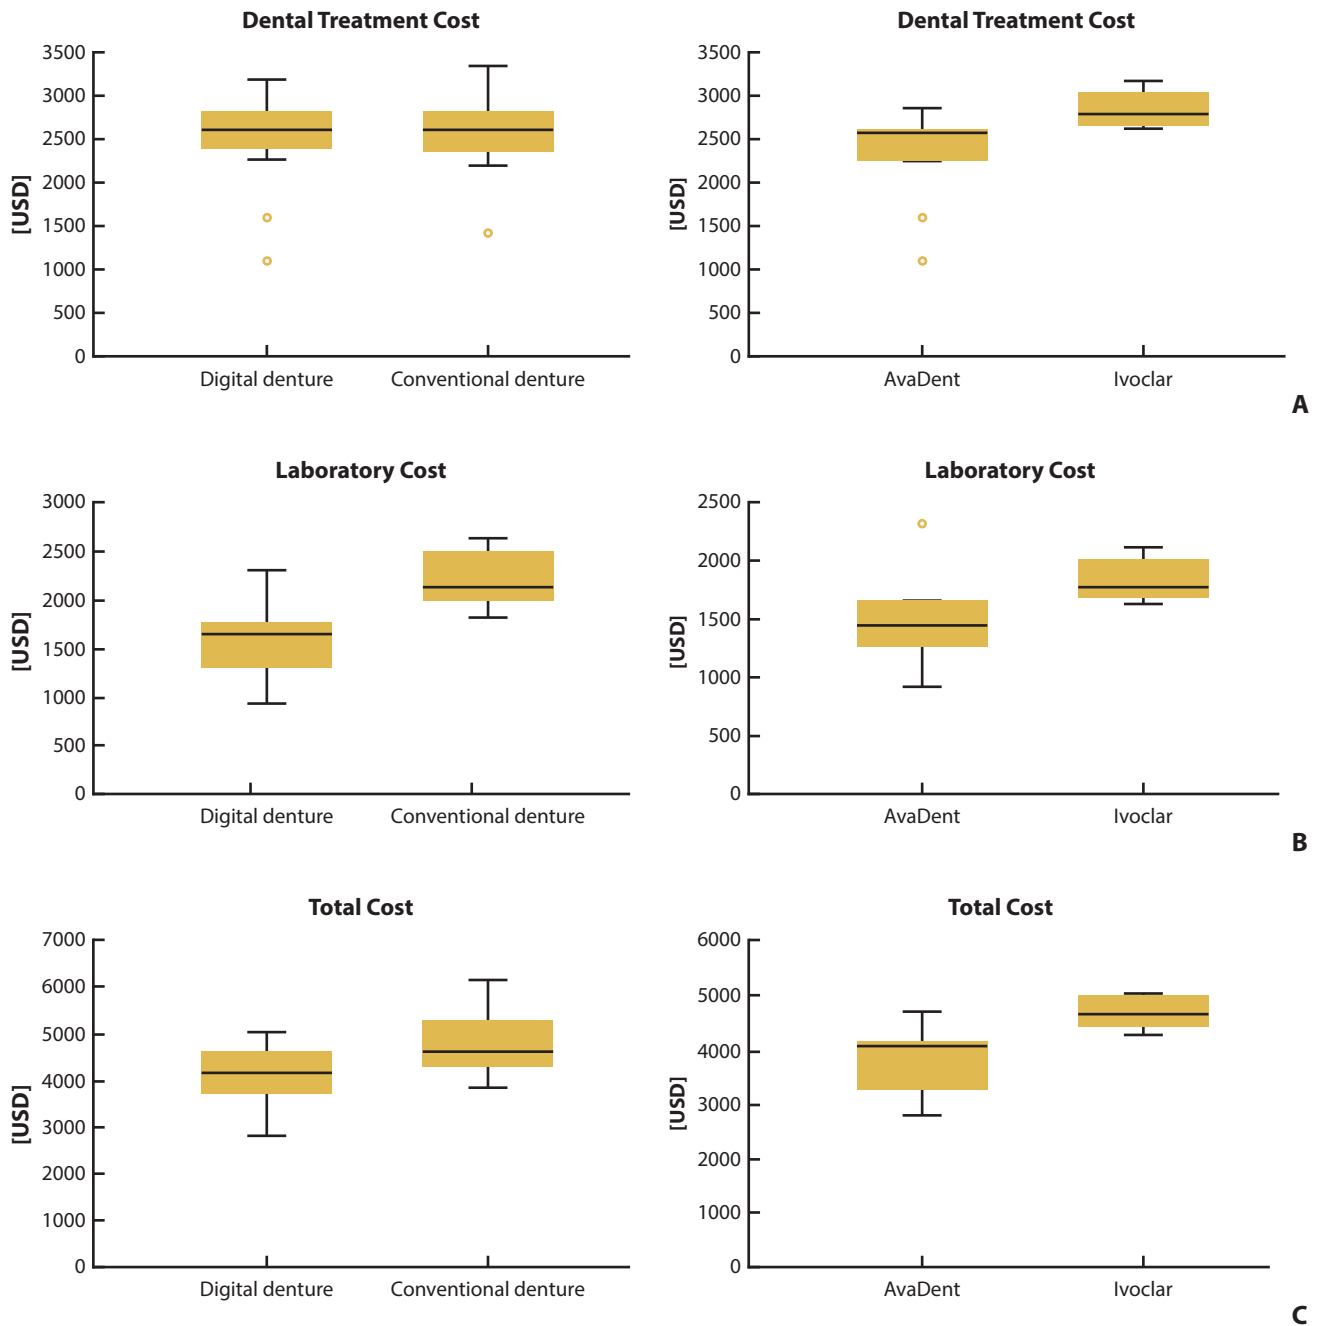 Dental Treatment Cost
3500
3000
2500
2000
1500
1000
500
0
[USD]
Digital denture
Conventional denture
Dental Treatment Cost
3500
3000
2500
2000
1500
1000
500
0
[USD]
AvaDent
Ivoclar
A
Laboratory Cost
3000
2500
2000
1500
1000
500
0
[USD]
Digital denture
Conventional denture
Laboratory Cost
2500
2000
1500
1000
500
0
[USD]
AvaDent
Ivoclar
B
Total Cost
7000
6000
5000
4000
3000
2000
1000
0
[USD]
Digital denture
Conventional denture
Total Cost
6000
5000
4000
3000
2000
1000
0
[USD]
AvaDent
Ivoclar
C